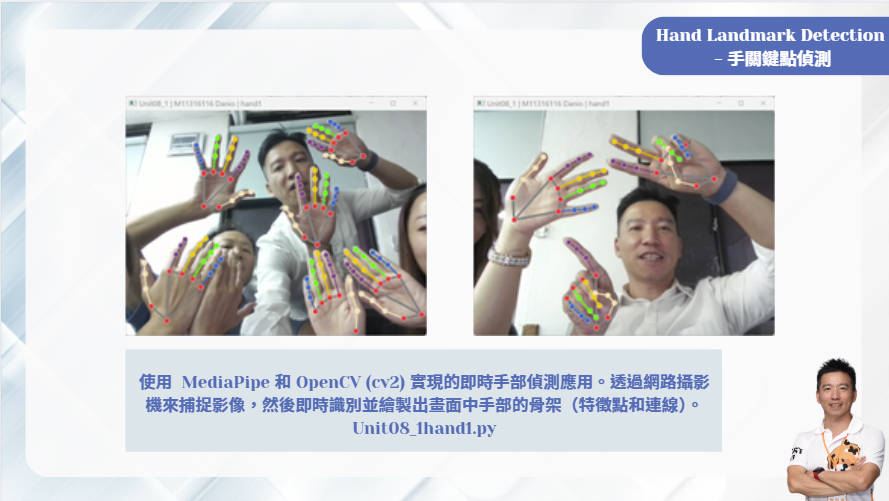 Hand Landmark Detection
- 手關鍵點偵測
Unit08_1 | M11316116 Danio | hand1
Unit08_1 | M11316116 Danio | hand1
使用 MediaPipe 和 OpenCV (cv2) 實現的即時手部偵測應用。透過網路攝影
機來捕捉影像，然後即時識別並繪製出畫面中手部的骨架（特徵點和連線）。
Unit08_1hand1.py